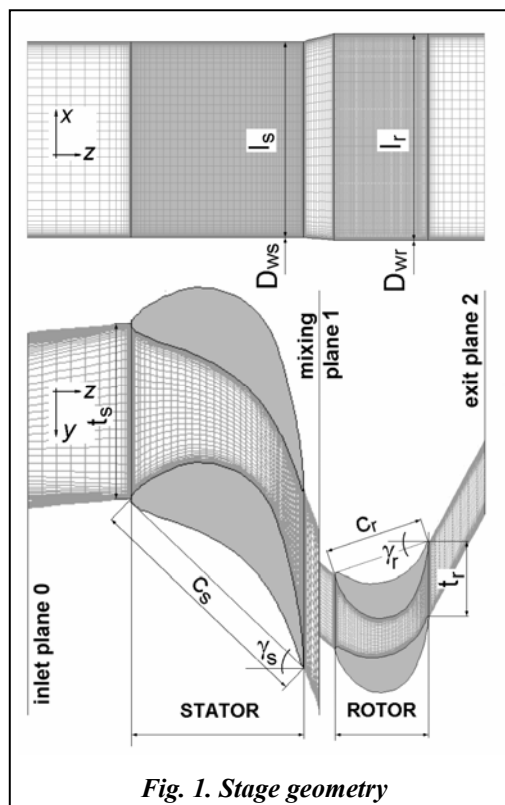 x
z
l_s
l_r
D_ws
D_wr
mixing
plane 1
exit plane 2
z
y
t_s
C_r
γ_r
t_r
C_s
γ_s
inlet plane 0
STATOR
ROTOR
Fig. 1. Stage geometry